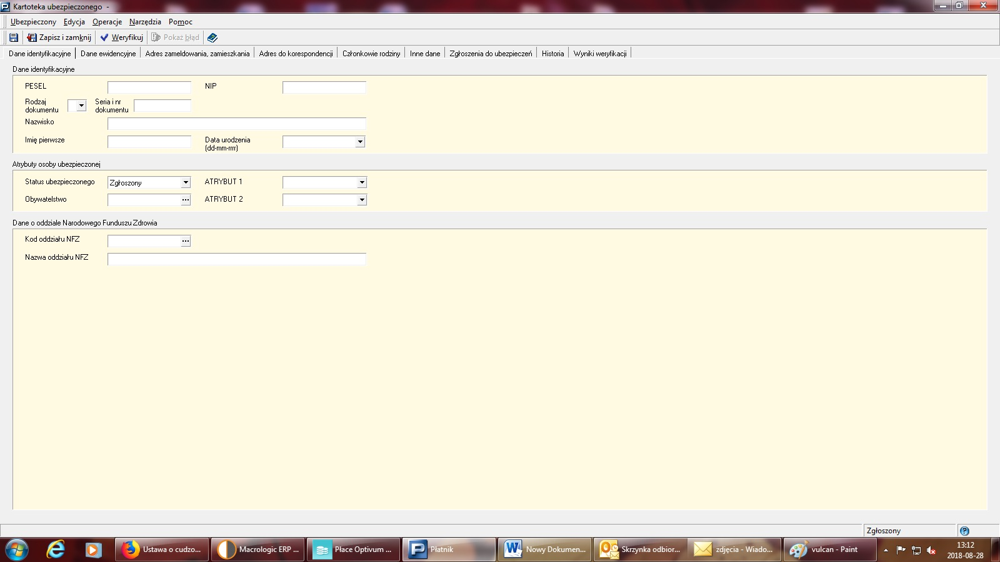 Kartoteka ubezpieczonego -
Ubezpieczony Edycja Operacje Narzędzia Pomoc
Zapisz i zamknij Weryfikuj Pokaż błąd
Dane identyfikacyjne Dane ewidencyjne Adres zameldowania, zamieszkania Adres do korespondencji Członkowie rodziny Inne dane Zgłoszenia do ubezpieczeń Historia Wyniki weryfikacji
Dane identyfikacyjne
PESEL NIP
Rodzaj dokumentu Seria i nr dokumentu
Nazwisko
Imię pierwsze Data urodzenia (dd-mm-rrrr)
Atrybuty osoby ubezpieczonej
Status ubezpieczonego Zgłoszony ATRYBUT 1
Obywatelstwo ... ATRYBUT 2
Dane o oddziale Narodowego Funduszu Zdrowia
Kod oddziału NFZ ...
Nazwa oddziału NFZ
Zgłoszony
Ustawa o cudzo... Macrologic ERP ... Płace Optivum ... Płatnik Nowy Dokumen... Skrzynka odbior... zdjęcia - Wiado... vulcan - Paint 13:12
2018-08-28